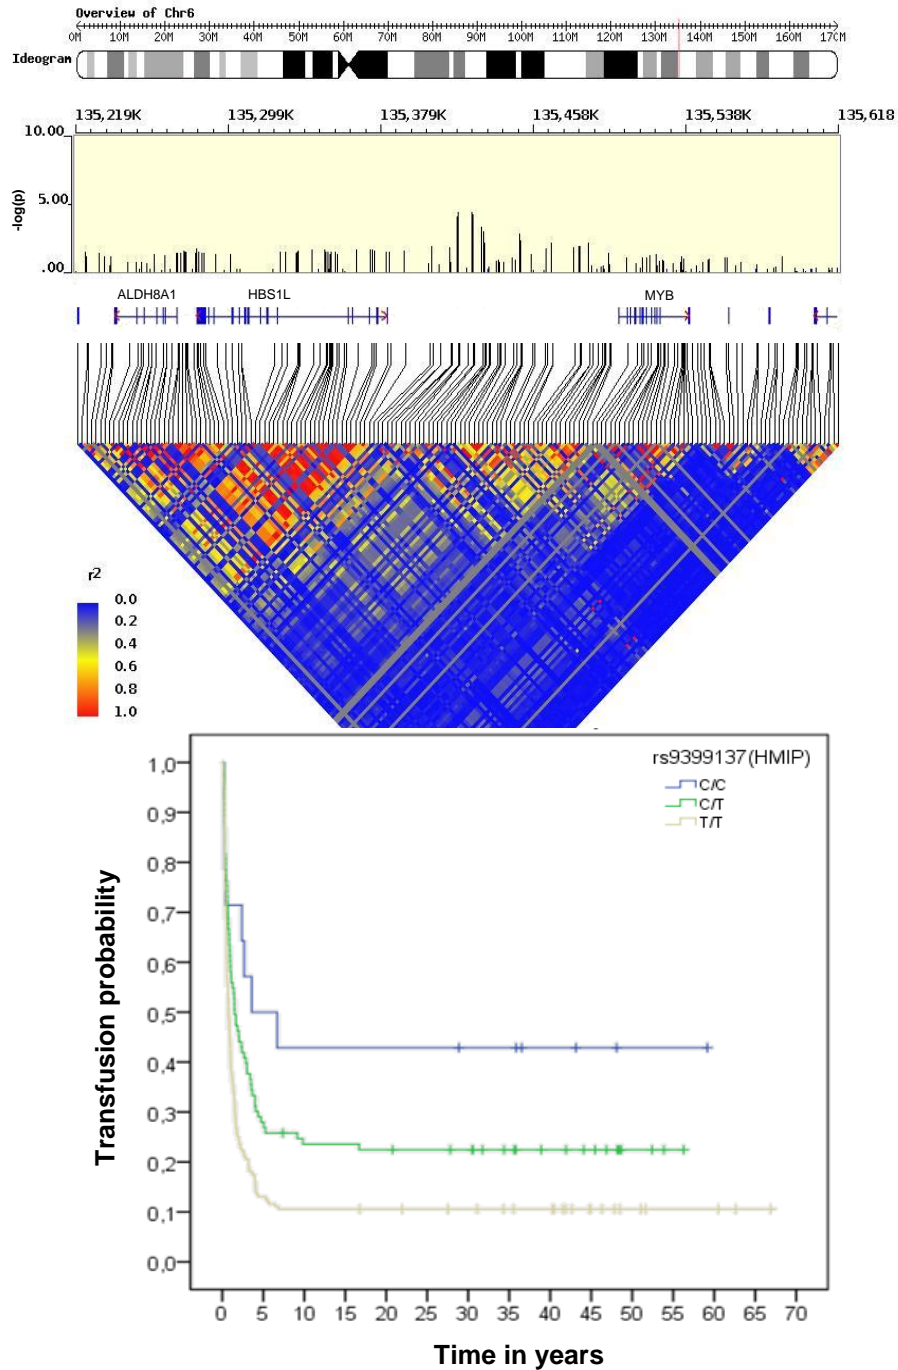 Overview of Chr6
0M 10M 20M 30M 40M 50M 60M 70M 80M 90M 100M 110M 120M 130M 140M 150M 160M 170M
Ideogram
135,219K 135,299K 135,379K 135,458K 135,538K 135,618
10.00
5.00
.00
-log(p)
ALDH8A1 HBS1L MYB
r2
0.0
0.2
0.4
0.6
0.8
1.0
rs9399137(HMIP)
C/C
C/T
T/T
1,0
0,9
0,8
0,7
0,6
0,5
0,4
0,3
0,2
0,1
0,0
Transfusion probability
0 5 10 15 20 25 30 35 40 45 50 55 60 65 70
Time in years